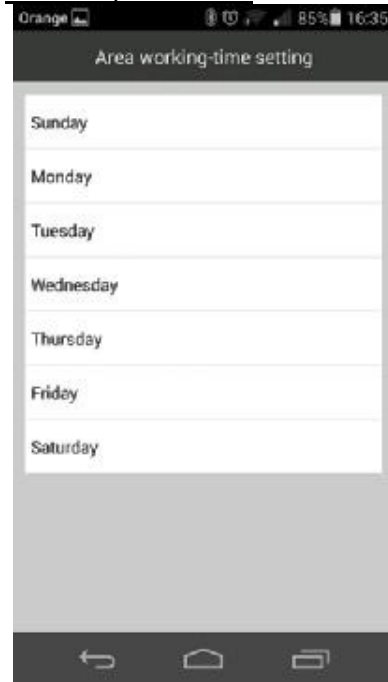 Orange 85% 16:35
Area working-time setting
Sunday
Monday
Tuesday
Wednesday
Thursday
Friday
Saturday